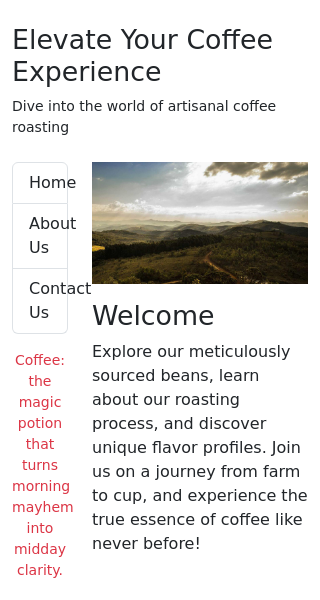 Elevate Your Coffee
Experience
Dive into the world of artisanal coffee
roasting
Home
About
Us
Contact
Us
Coffee:
the
magic
potion
that
turns
morning
mayhem
into
midday
clarity.
Welcome
Explore our meticulously
sourced beans, learn
about our roasting
process, and discover
unique flavor profiles. Join
us on a journey from farm
to cup, and experience the
true essence of coffee like
never before!